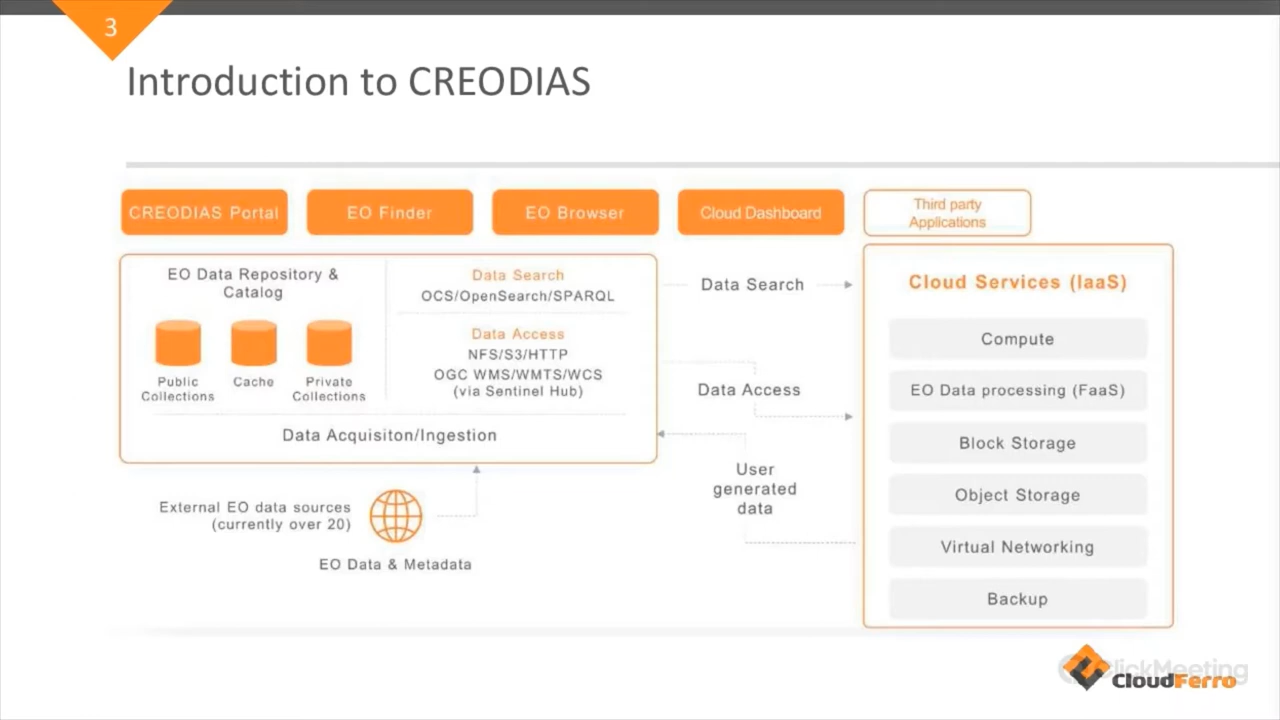 3
Introduction to CREODIAS
CREODIAS Portal
EO Finder
EO Browser
Cloud Dashboard
Third party
Applications
EO Data Repository &
Catalog
Public
Collections
Cache
Private
Collections
Data Search
OCS/OpenSearch/SPARQL
Data Access
NFS/S3/HTTP
OGC WMS/WMTS/WCS
(via Sentinel Hub)
Data Acquisiton/Ingestion
External EO data sources
(currently over 20)
EO Data & Metadata
Data Search
Data Access
User
generated
data
Cloud Services (IaaS)
Compute
EO Data processing (FaaS)
Block Storage
Object Storage
Virtual Networking
Backup
ClickMeeting
CloudFerro